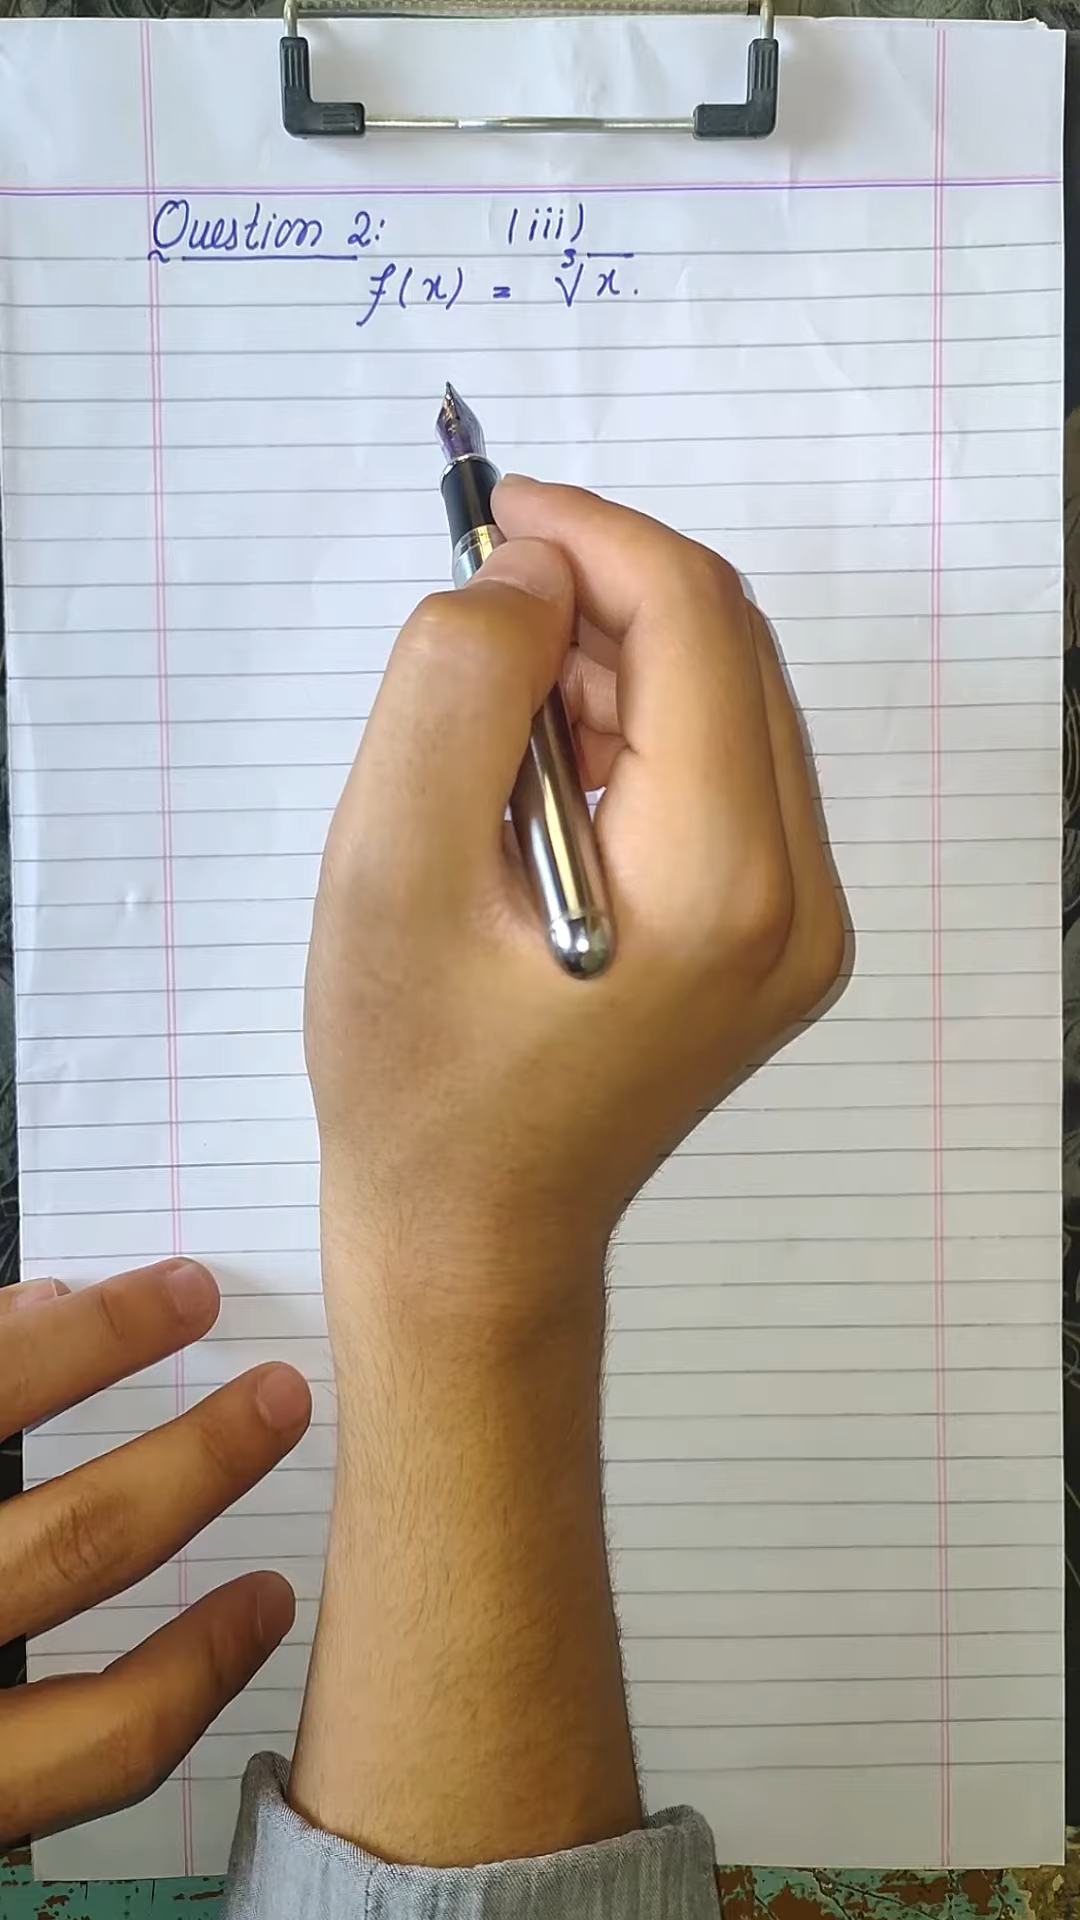 Question 2: (iii)
f(x) = ∛x.